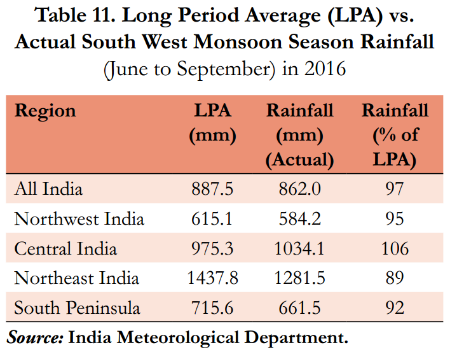 Table 11. Long Period Average (LPA) vs.
Actual South West Monsoon Season Rainfall
(June to September) in 2016
Region LPA (mm) Rainfall (mm) (Actual) Rainfall (% of LPA)
All India 887.5 862.0 97
Northwest India 615.1 584.2 95
Central India 975.3 1034.1 106
Northeast India 1437.8 1281.5 89
South Peninsula 715.6 661.5 92
Source: India Meteorological Department.